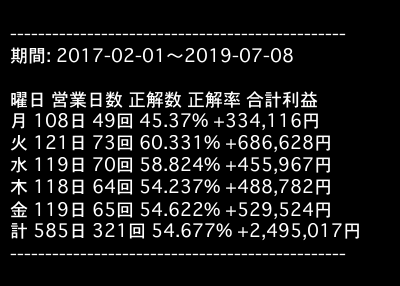 ------------------------------------------------
期間: 2017-02-01～2019-07-08
曜日 営業日数 正解数 正解率 合計利益
月 108日 49回 45.37% +334,116円
火 121日 73回 60.331% +686,628円
水 119日 70回 58.824% +455,967円
木 118日 64回 54.237% +488,782円
金 119日 65回 54.622% +529,524円
計 585日 321回 54.677% +2,495,017円
------------------------------------------------